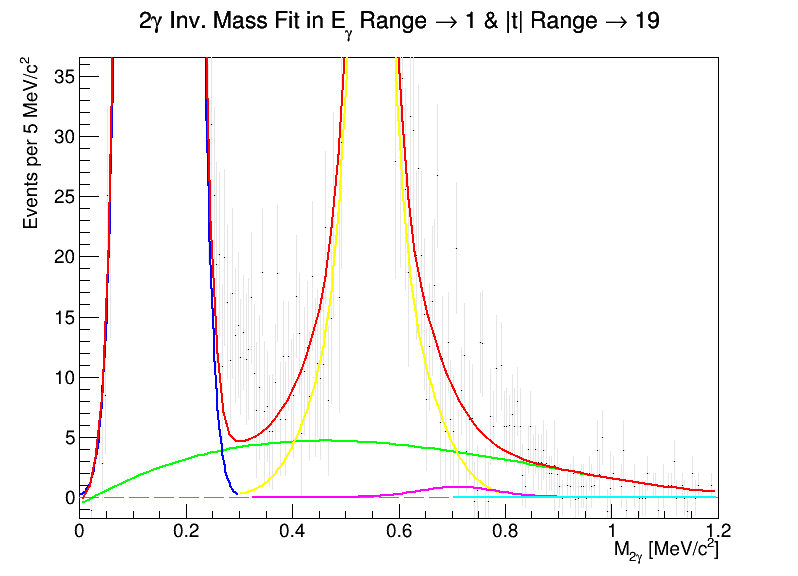 2γ Inv. Mass Fit in Eγ Range → 1 & |t| Range → 19
Events per 5 MeV/c²
35
30
25
20
15
10
5
0
0 0.2 0.4 0.6 0.8 1 1.2
M2γ [MeV/c²]